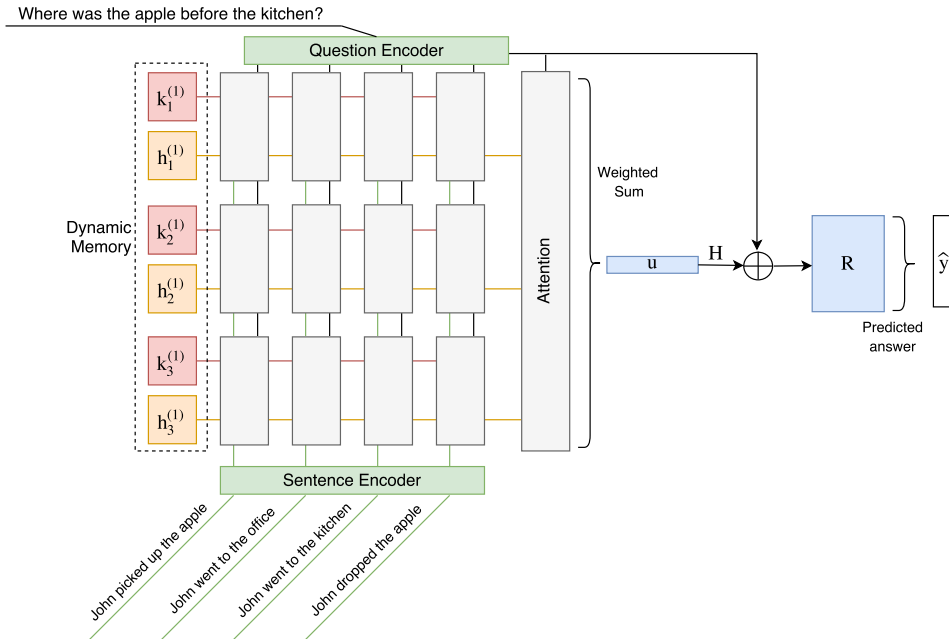 Where was the apple before the kitchen?
Question Encoder
k₁⁽¹⁾
h₁⁽¹⁾
Dynamic
Memory
k₂⁽¹⁾
h₂⁽¹⁾
k₃⁽¹⁾
h₃⁽¹⁾
Attention
Weighted
Sum
u
H
R
ŷ
Predicted
answer
Sentence Encoder
John picked up the apple
John went to the office
John went to the kitchen
John dropped the apple